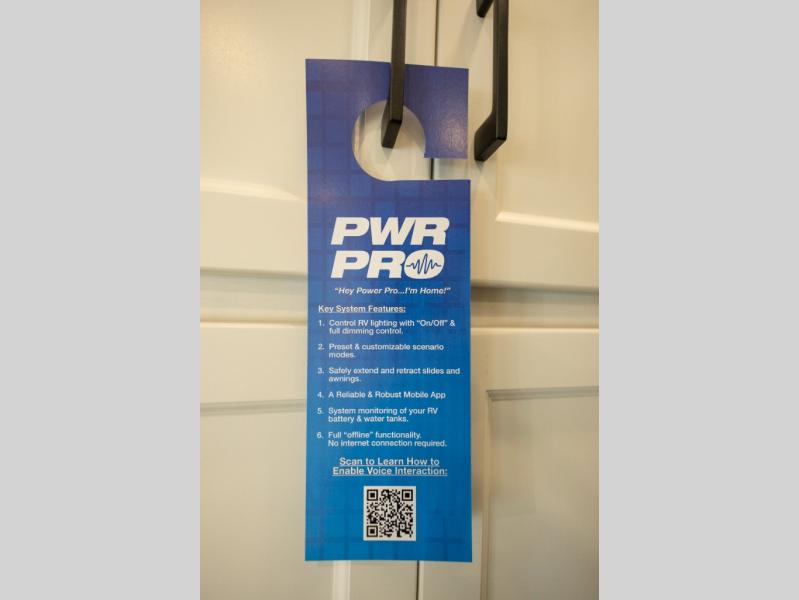 PWR
PRO
“Hey Power Pro...I'm Home!”
Key System Features:
1. Control RV lighting with “On/Off” &
full dimming control.
2. Preset & customizable scenario
modes.
3. Safely extend and retract slides and
awnings.
4. A Reliable & Robust Mobile App
5. System monitoring of your RV
battery & water tanks.
6. Full “offline” functionality.
No internet connection required.
Scan to Learn How to
Enable Voice Interaction: